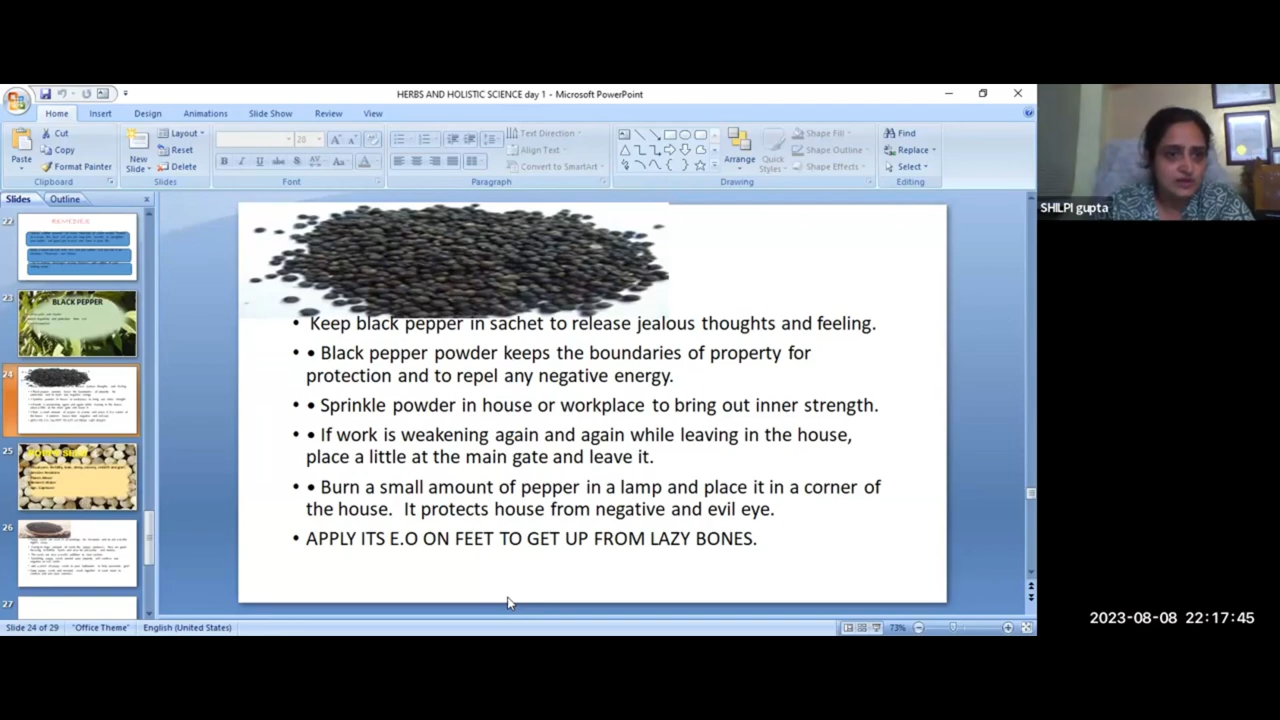 HERBS AND HOLISTIC SCIENCE day 1 - Microsoft PowerPoint
Home Insert Design Animations Slide Show Review View
Cut
Copy
Format Painter
Paste
Clipboard
New Slide
Layout
Reset
Delete
Slides
28
Font
Paragraph
Text Direction
Align Text
Convert to SmartArt
Arrange
Quick Styles
Shape Fill
Shape Outline
Shape Effects
Drawing
Find
Replace
Select
Editing
Slides Outline
22
23
BLACK PEPPER
24
25
26
27
• Keep black pepper in sachet to release jealous thoughts and feeling.
• • Black pepper powder keeps the boundaries of property for
protection and to repel any negative energy.
• • Sprinkle powder in house or workplace to bring out inner strength.
• • If work is weakening again and again while leaving in the house,
place a little at the main gate and leave it.
• • Burn a small amount of pepper in a lamp and place it in a corner of
the house. It protects house from negative and evil eye.
• APPLY ITS E.O ON FEET TO GET UP FROM LAZY BONES.
Slide 24 of 29 "Office Theme" English (United States) 73%
SHILPI gupta
2023-08-08 22:17:45